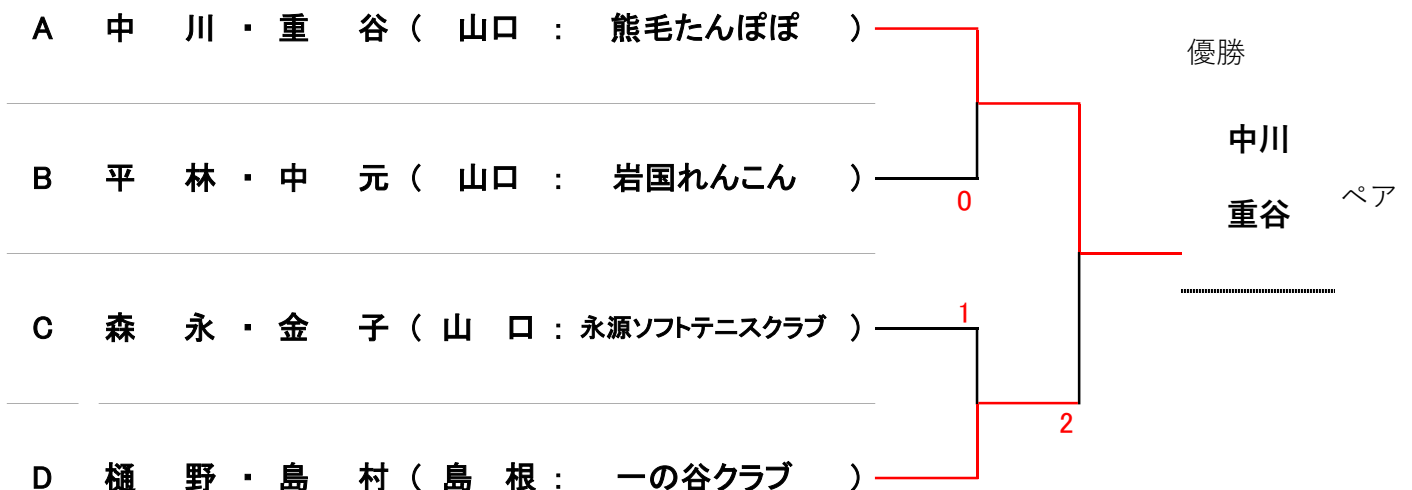 A 中 川 ・ 重 谷 ( 山口 : 熊毛たんぽぽ )
優勝
中川
B 平 林 ・ 中 元 ( 山口 : 岩国れんこん )
0
重谷
ペア
C 森 永 ・ 金 子 ( 山 口 : 永源ソフトテニスクラブ )
1
2
D 樋 野 ・ 島 村 ( 島 根 : 一の谷クラブ )